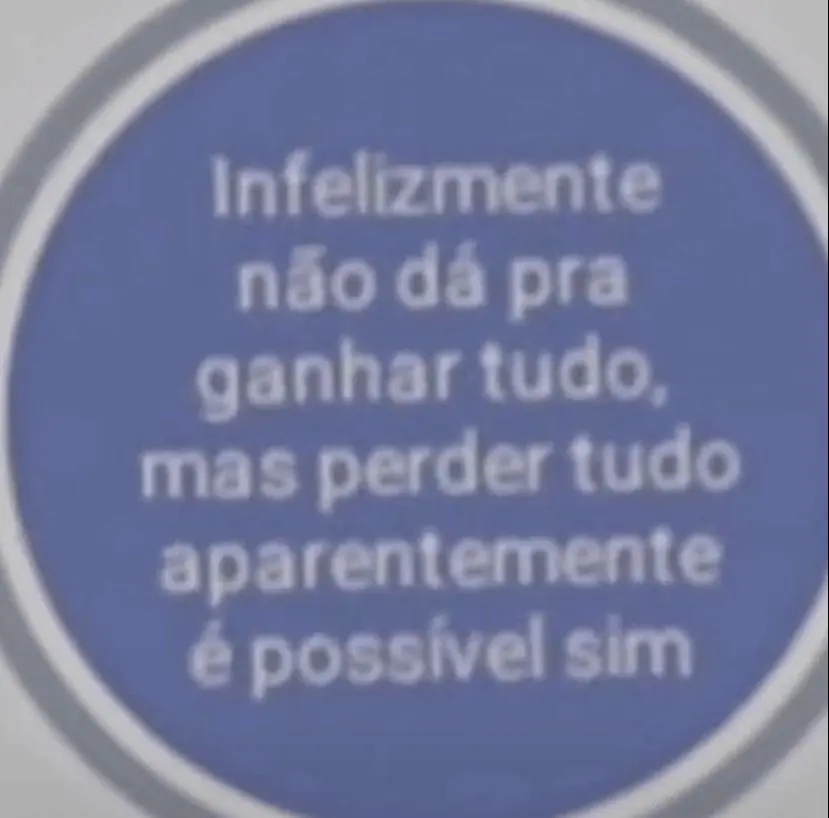 Infelizmente
não dá pra
ganhar tudo,
mas perder tudo
aparentemente
é possível sim